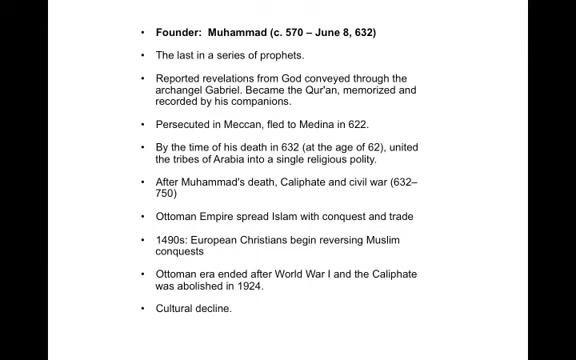 • Founder: Muhammad (c. 570 – June 8, 632)
• The last in a series of prophets.
• Reported revelations from God conveyed through the
archangel Gabriel. Became the Qur'an, memorized and
recorded by his companions.
• Persecuted in Meccan, fled to Medina in 622.
• By the time of his death in 632 (at the age of 62), united
the tribes of Arabia into a single religious polity.
• After Muhammad's death, Caliphate and civil war (632–
750)
• Ottoman Empire spread Islam with conquest and trade
• 1490s: European Christians begin reversing Muslim
conquests
• Ottoman era ended after World War I and the Caliphate
was abolished in 1924.
• Cultural decline.